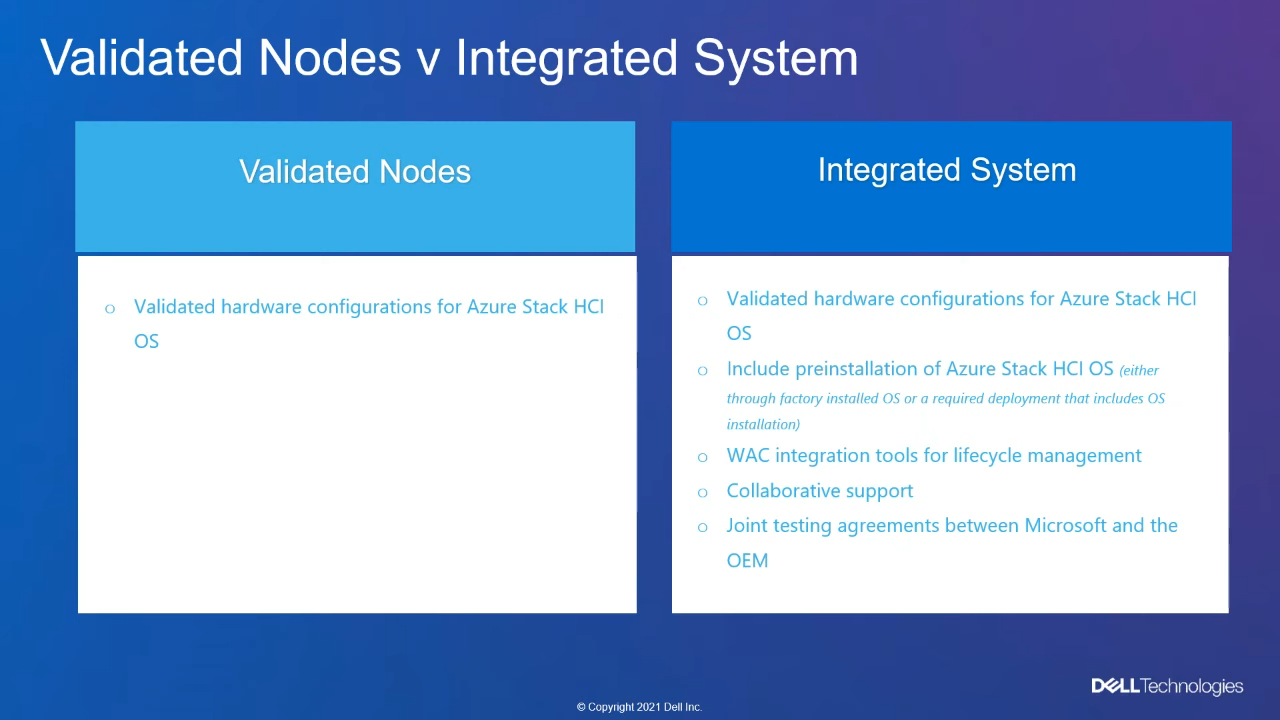 Validated Nodes v Integrated System
Validated Nodes
o Validated hardware configurations for Azure Stack HCI
OS
Integrated System
o Validated hardware configurations for Azure Stack HCI
OS
o Include preinstallation of Azure Stack HCI OS (either
through factory installed OS or a required deployment that includes OS
installation)
o WAC integration tools for lifecycle management
o Collaborative support
o Joint testing agreements between Microsoft and the
OEM
DELLTechnologies
© Copyright 2021 Dell Inc.